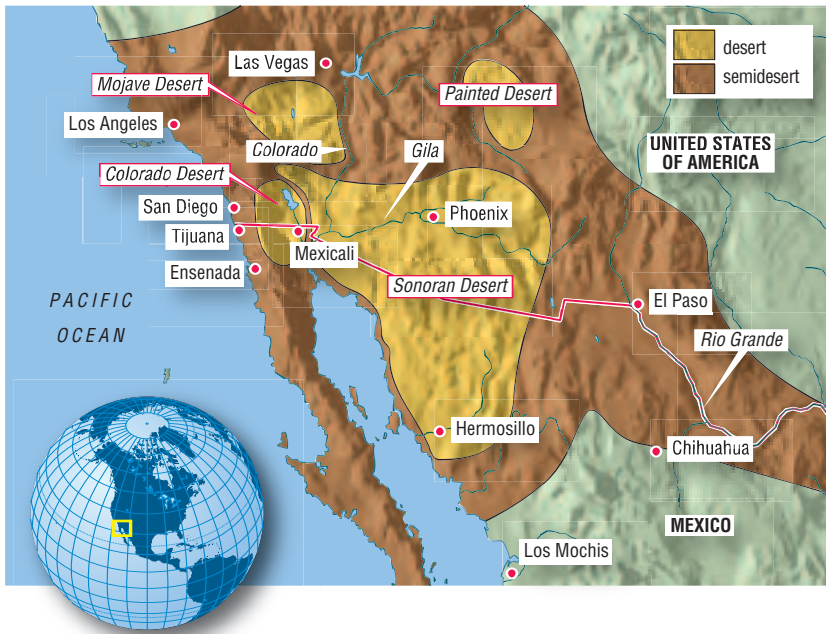 desert
semidesert
Las Vegas
Mojave Desert
Painted Desert
Los Angeles
Colorado
Gila
UNITED STATES
OF AMERICA
Colorado Desert
San Diego
Phoenix
Tijuana
Mexicali
Ensenada
Sonoran Desert
PACIFIC
OCEAN
El Paso
Rio Grande
Hermosillo
Chihuahua
MEXICO
Los Mochis